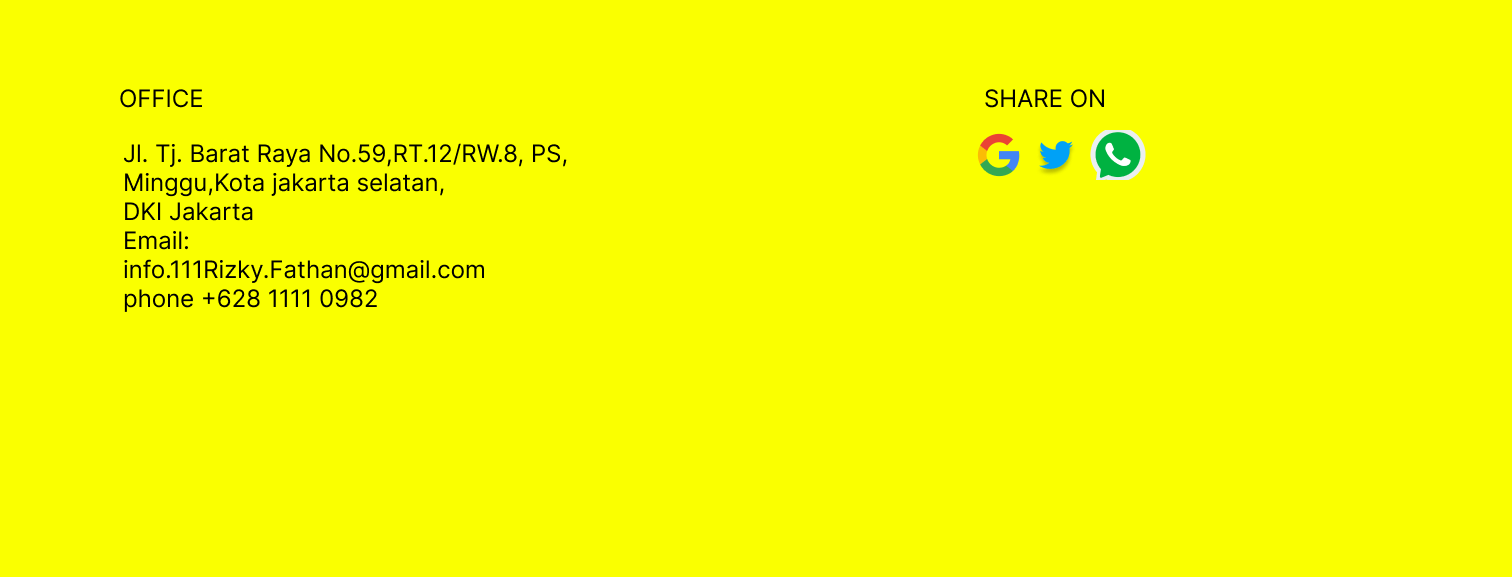 OFFICE
Jl. Tj. Barat Raya No.59,RT.12/RW.8, PS,
Minggu,Kota jakarta selatan,
DKI Jakarta
Email:
info.111Rizky.Fathan@gmail.com
phone +628 1111 0982
SHARE ON